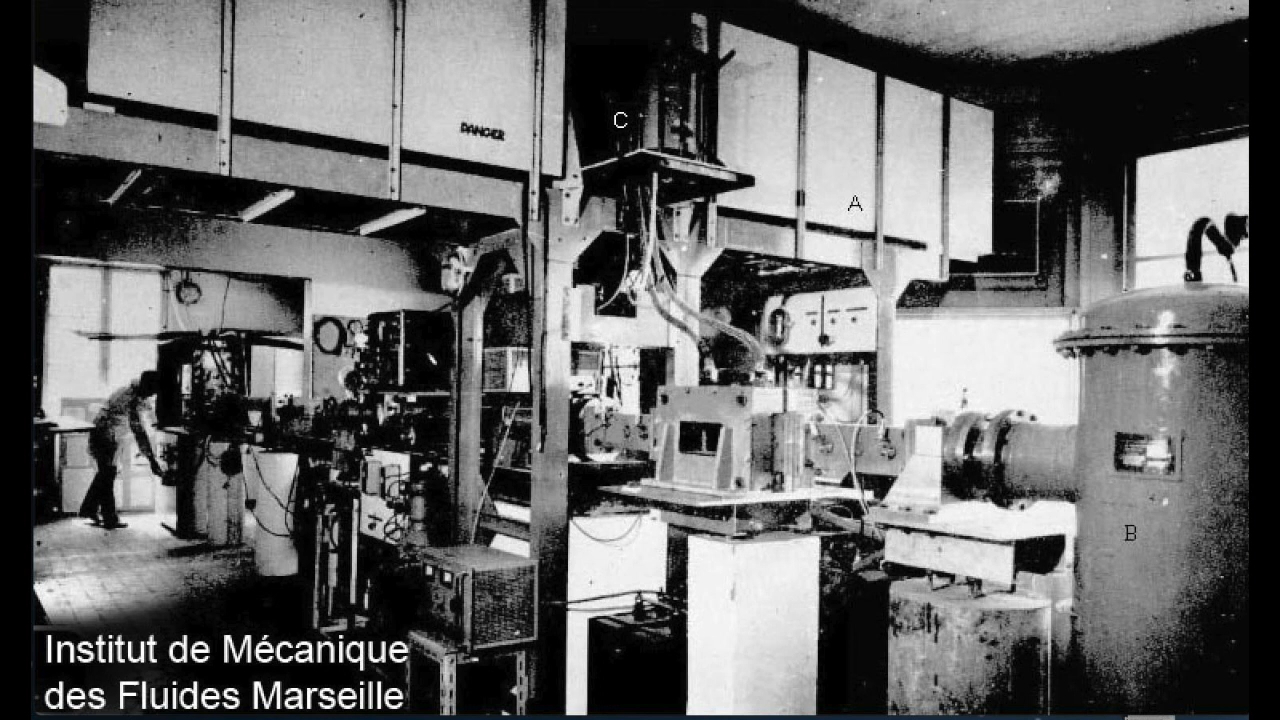 DANGER
C
A
B
Institut de Mécanique
des Fluides Marseille